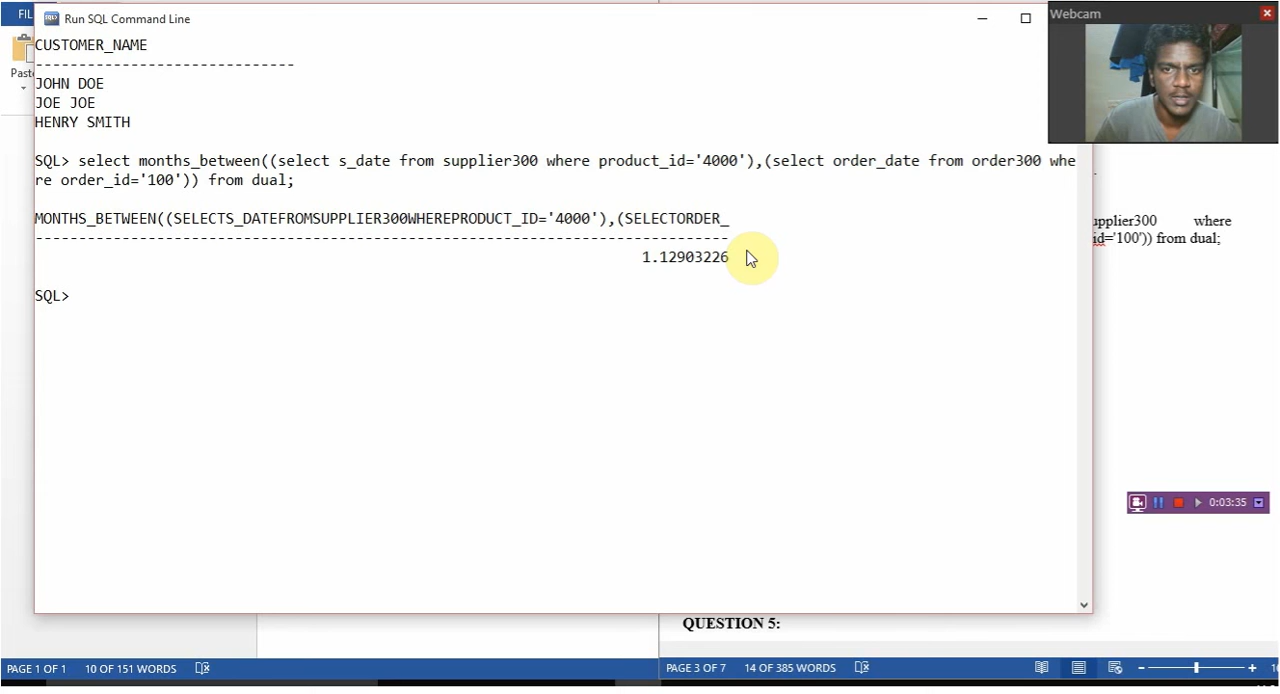 FIL
Run SQL Command Line
Webcam
Paste
CUSTOMER_NAME
------------------------------
JOHN DOE
JOE JOE
HENRY SMITH
SQL> select months_between((select s_date from supplier300 where product_id='4000'),(select order_date from order300 whe
re order_id='100')) from dual;
MONTHS_BETWEEN((SELECTS_DATEFROMSUPPLIER300WHEREPRODUCT_ID='4000'),(SELECTORDER_
--------------------------------------------------------------------------------
1.12903226
SQL>
upplier300 where
id='100')) from dual;
0:03:35
QUESTION 5:
PAGE 1 OF 1 10 OF 151 WORDS
PAGE 3 OF 7 14 OF 385 WORDS